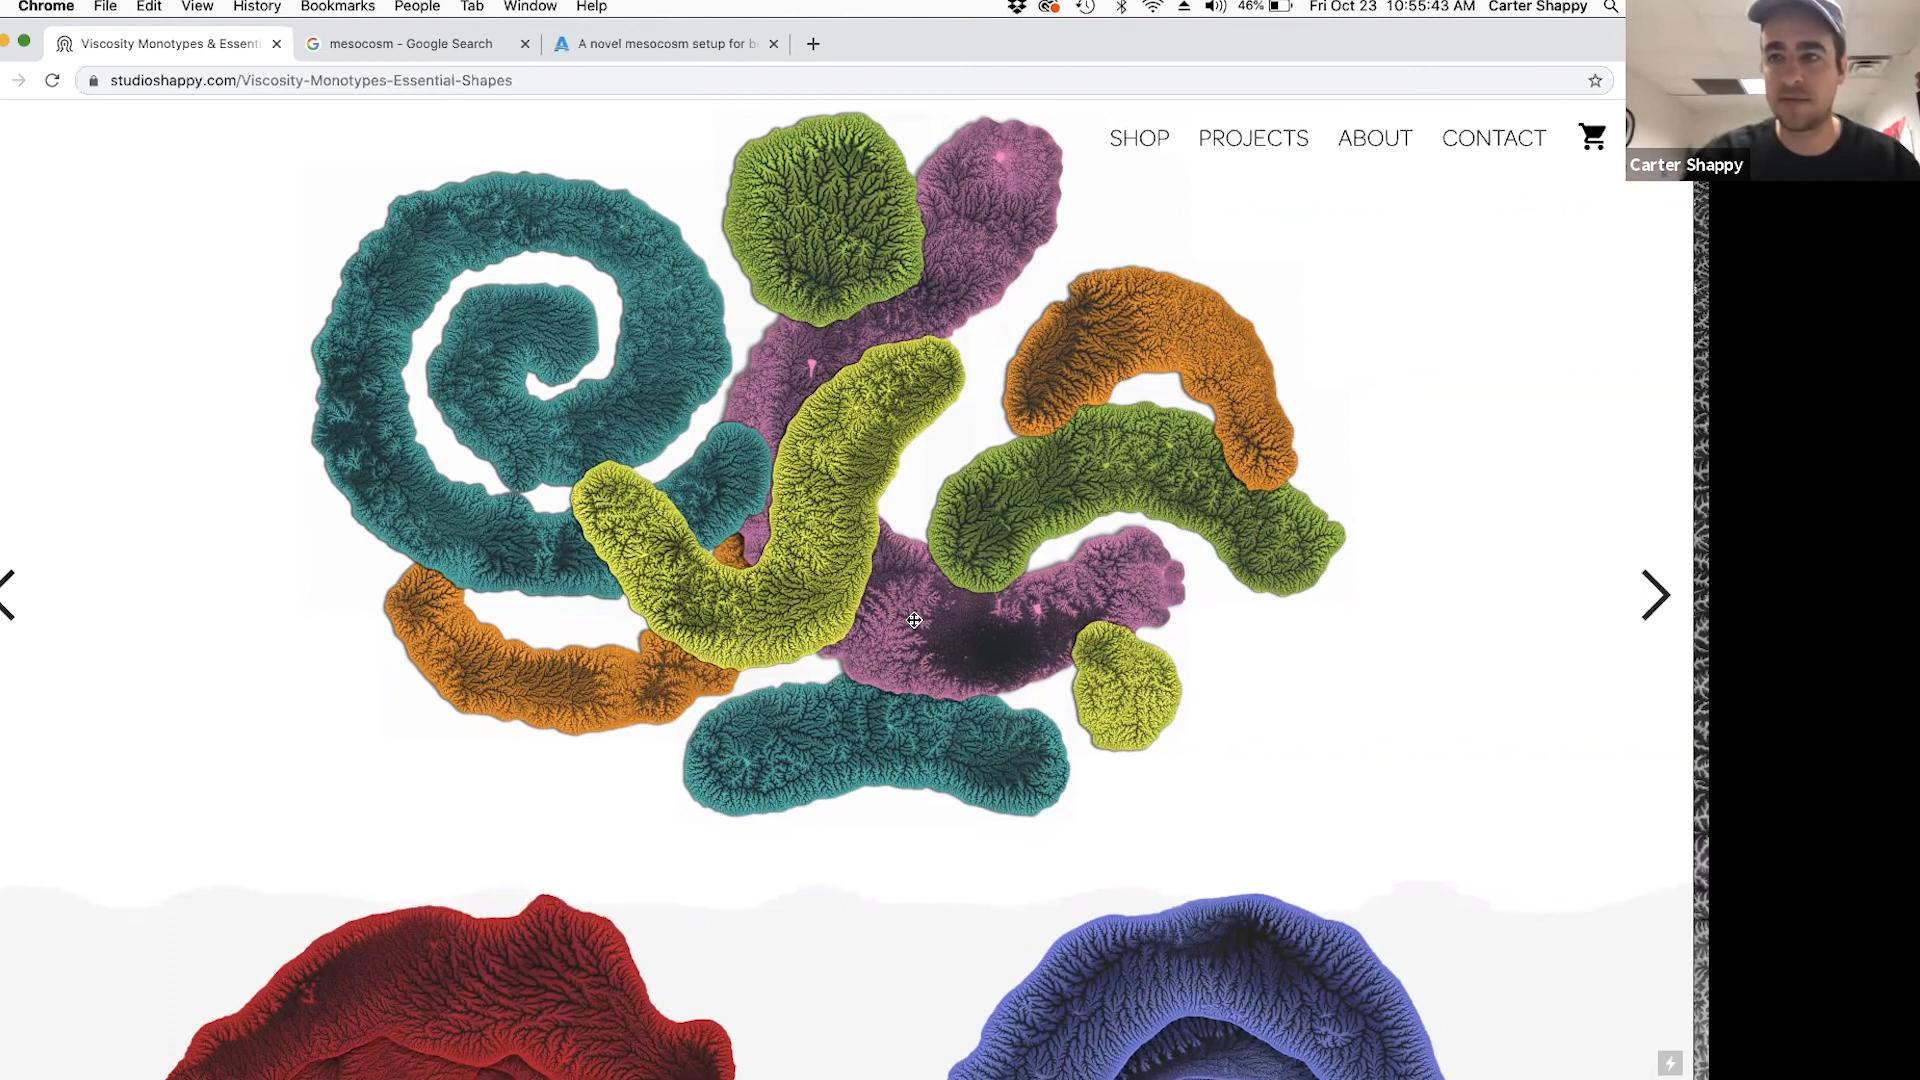 Chrome File Edit View History Bookmarks People Tab Window Help 46% Fri Oct 23 10:55:43 AM Carter Shappy
Viscosity Monotypes & Essenti mesocosm - Google Search A novel mesocosm setup for b
studioshappy.com/Viscosity-Monotypes-Essential-Shapes
SHOP PROJECTS ABOUT CONTACT
Carter Shappy